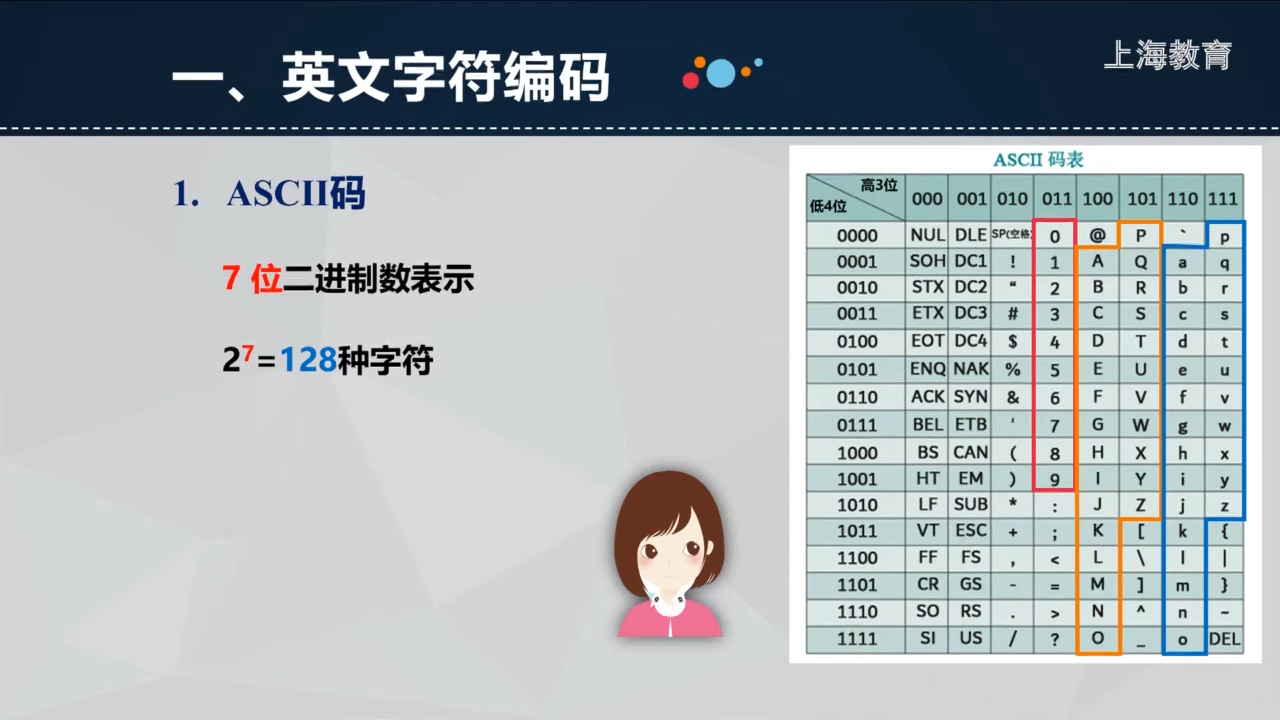 一、英文字符编码
上海教育
1. ASCII码
7 位二进制数表示
2⁷=128种字符
ASCII 码表
高3位
低4位
000 001 010 011 100 101 110 111
0000 NUL DLE SP(空格) 0 @ P ` p
0001 SOH DC1 ! 1 A Q a q
0010 STX DC2 “ 2 B R b r
0011 ETX DC3 # 3 C S c s
0100 EOT DC4 $ 4 D T d t
0101 ENQ NAK % 5 E U e u
0110 ACK SYN & 6 F V f v
0111 BEL ETB ‘ 7 G W g w
1000 BS CAN ( 8 H X h x
1001 HT EM ) 9 I Y i y
1010 LF SUB * : J Z j z
1011 VT ESC + ; K [ k {
1100 FF FS , < L \ l |
1101 CR GS - = M ] m }
1110 SO RS . > N ^ n ~
1111 SI US / ? O _ o DEL